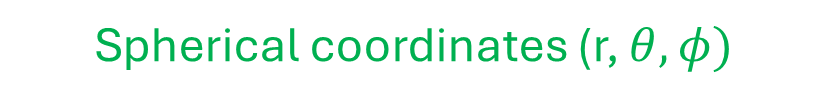 Spherical coordinates (r, θ, ϕ)